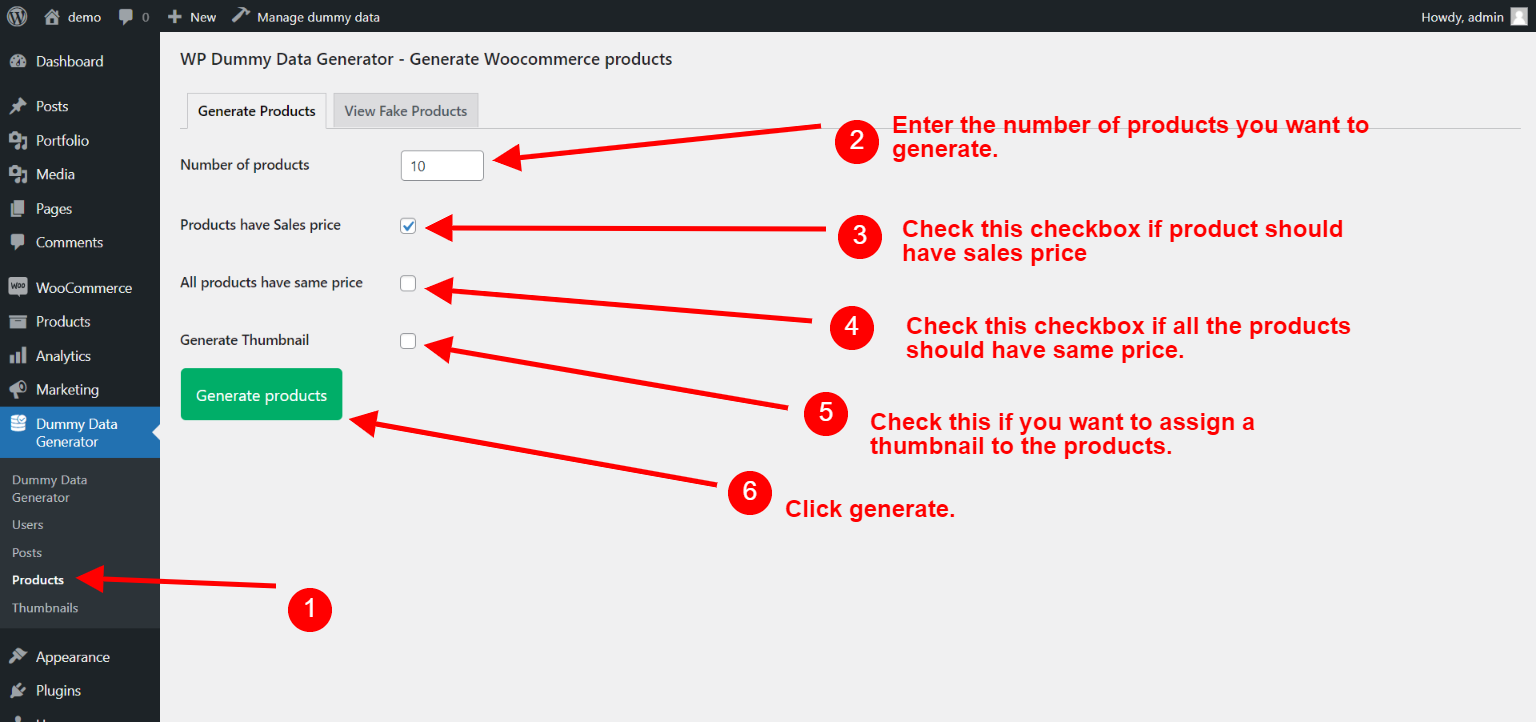 demo
0
New
Manage dummy data
Howdy, admin
Dashboard
Posts
Portfolio
Media
Pages
Comments
Woo
WooCommerce
Products
Analytics
Marketing
Dummy Data
Generator
Dummy Data
Generator
Users
Posts
Products
Thumbnails
Appearance
Plugins
WP Dummy Data Generator - Generate Woocommerce products
Generate Products
View Fake Products
Number of products
10
2
Enter the number of products you want to
generate.
Products have Sales price
3
Check this checkbox if product should
have sales price
All products have same price
4
Check this checkbox if all the products
should have same price.
Generate Thumbnail
5
Check this if you want to assign a
thumbnail to the products.
Generate products
6
Click generate.
1